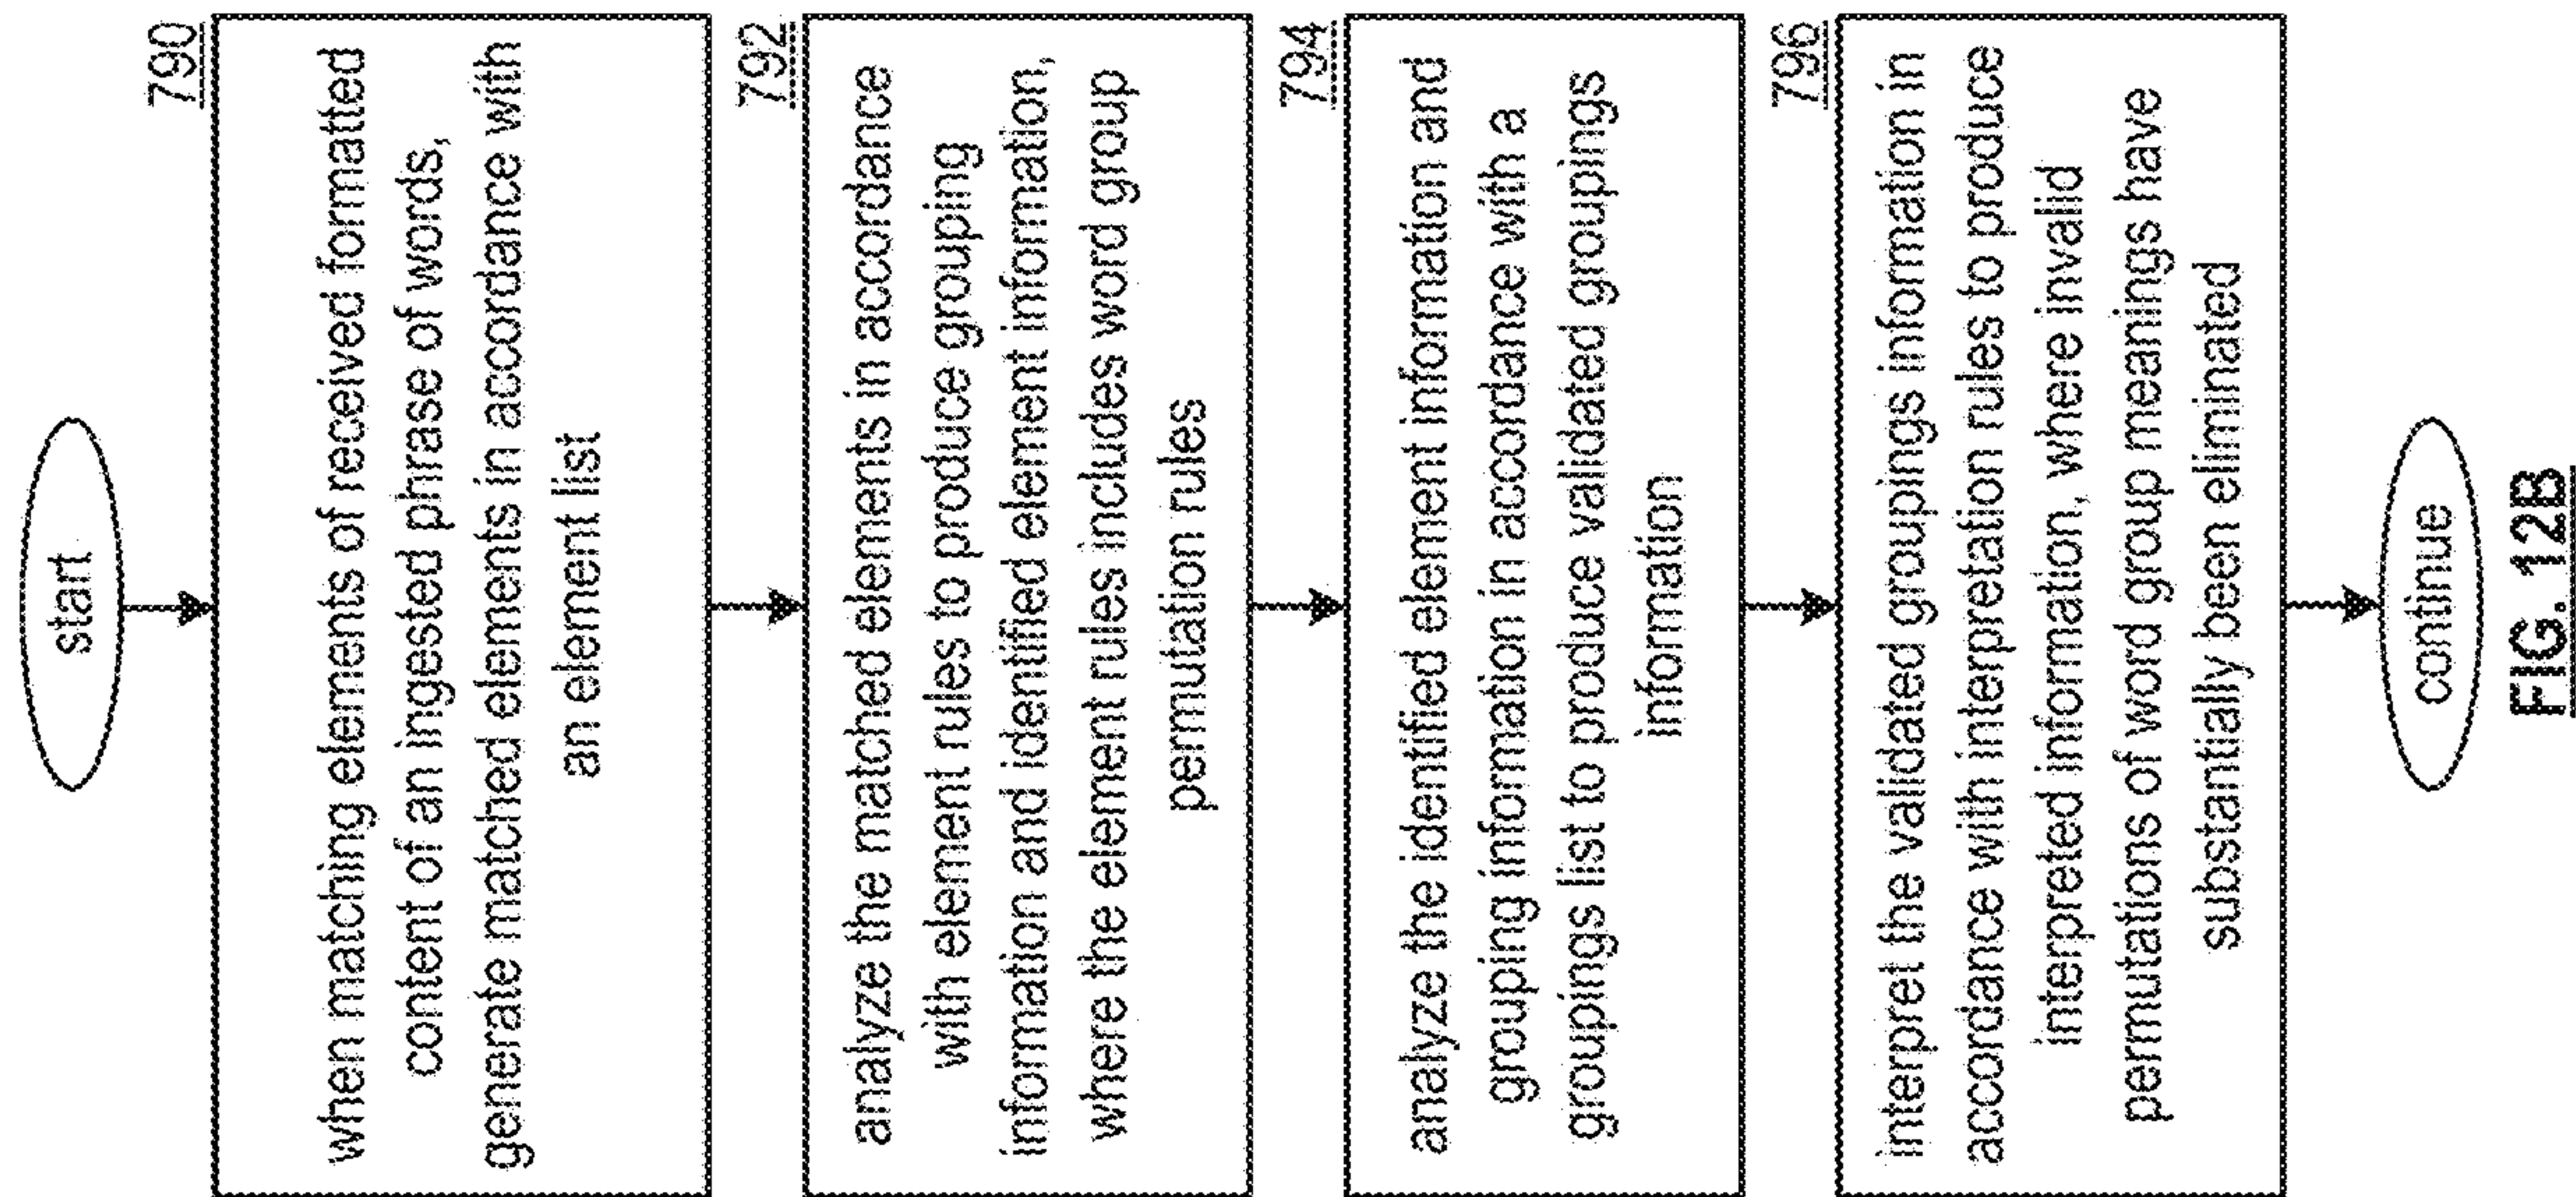 start
790
when matching elements of received formatted
content of an ingested phrase of words,
generate matched elements in accordance with
an element list
792
analyze the matched elements in accordance
with element rules to produce grouping
information and identified element information,
where the element rules includes word group
permutation rules
794
analyze the identified element information and
grouping information in accordance with a
groupings list to produce validated groupings
information
796
interpret the validated groupings information in
accordance with interpretation rules to produce
interpreted information, where invalid
permutations of word group meanings have
substantially been eliminated
continue
FIG. 12B